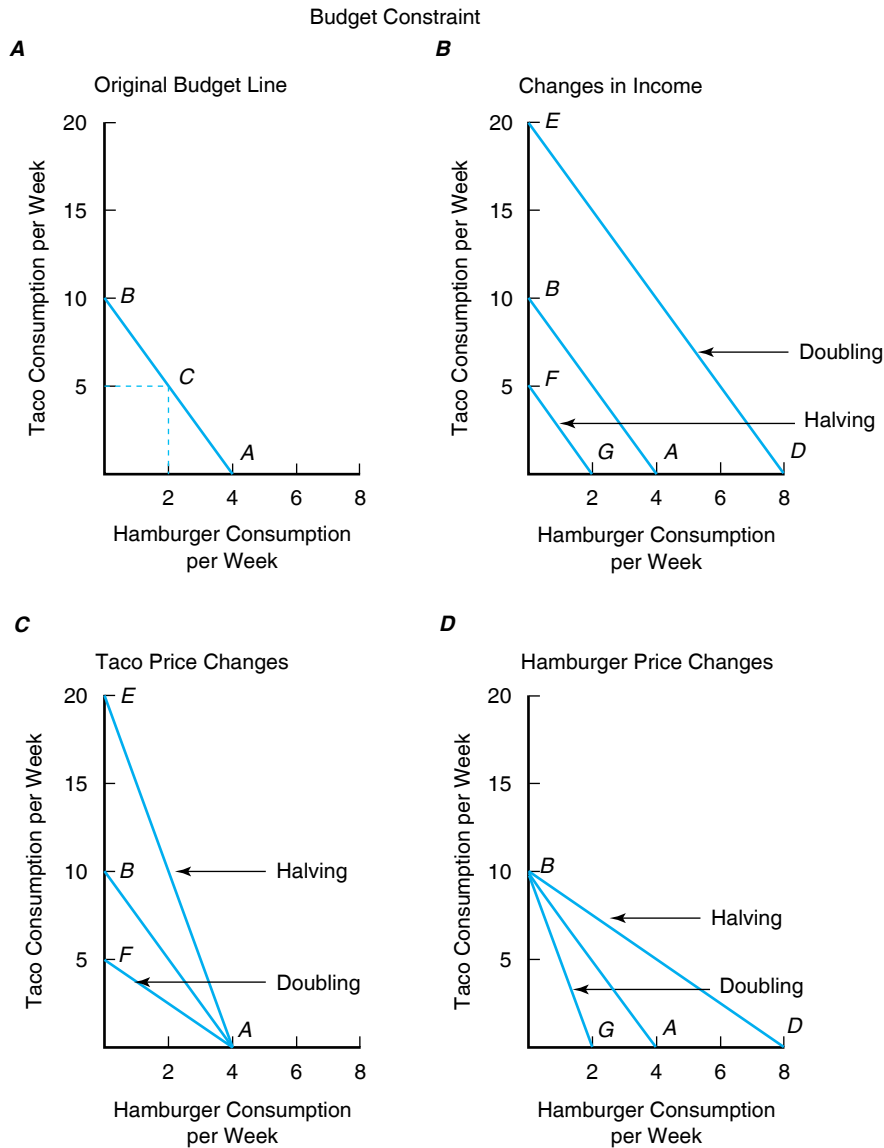 Budget Constraint
A
Original Budget Line
Taco Consumption per Week
20
15
10
5
B
C
A
2 4 6 8
Hamburger Consumption
per Week
B
Changes in Income
Taco Consumption per Week
20
15
10
5
E
B
F
Doubling
Halving
G A D
2 4 6 8
Hamburger Consumption
per Week
C
Taco Price Changes
Taco Consumption per Week
20
15
10
5
E
B
F
Halving
Doubling
A
2 4 6 8
Hamburger Consumption
per Week
D
Hamburger Price Changes
Taco Consumption per Week
20
15
10
5
B
Halving
Doubling
G A D
2 4 6 8
Hamburger Consumption
per Week